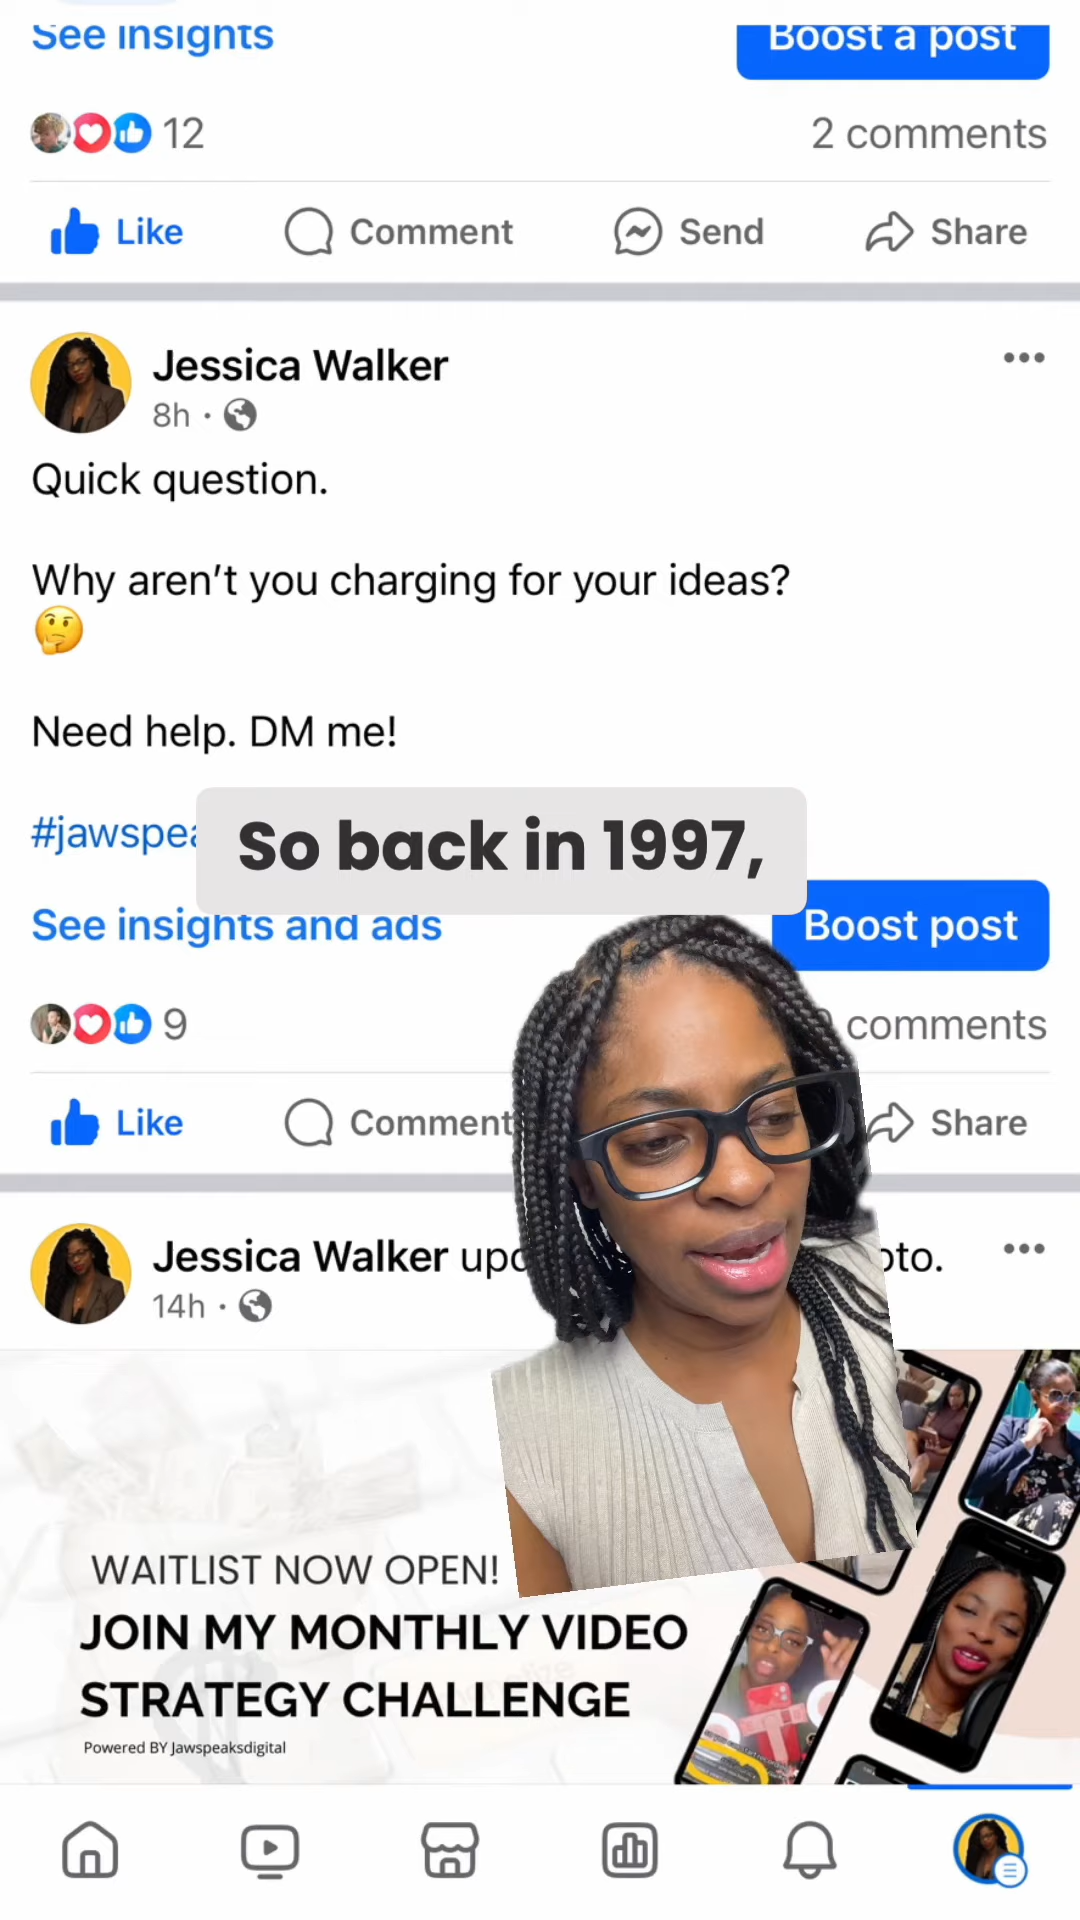 See insights
Boost a post
12
2 comments
Like
Comment
Send
Share
Jessica Walker
8h ·
Quick question.
Why aren't you charging for your ideas?
🤔
Need help. DM me!
#jawspea
So back in 1997,
See insights and ads
Boost post
9
comments
Like
Comment
Share
Jessica Walker upd
oto.
14h ·
WAITLIST NOW OPEN!
JOIN MY MONTHLY VIDEO
STRATEGY CHALLENGE
Powered BY Jawspeaksdigital